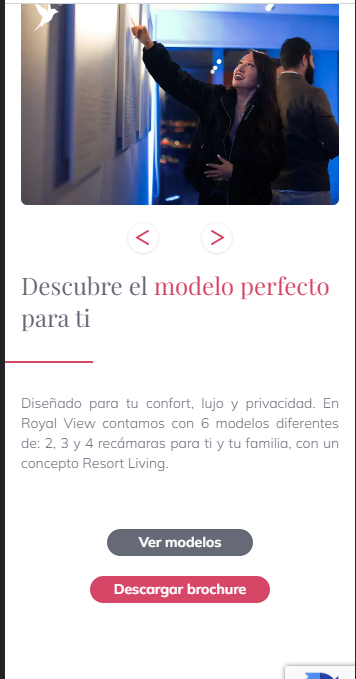 Descubre el modelo perfecto
para ti
Diseñado para tu confort, lujo y privacidad. En
Royal View contamos con 6 modelos diferentes
de: 2, 3 y 4 recámaras para ti y tu familia, con un
concepto Resort Living.
Ver modelos
Descargar brochure